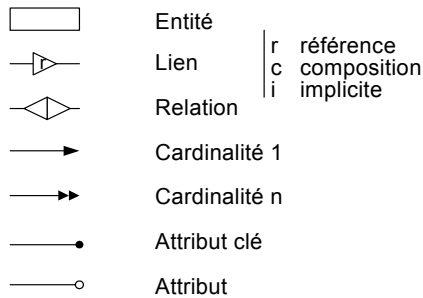 Entité
Lien
r
r référence
c composition
i implicite
Relation
Cardinalité 1
Cardinalité n
Attribut clé
Attribut